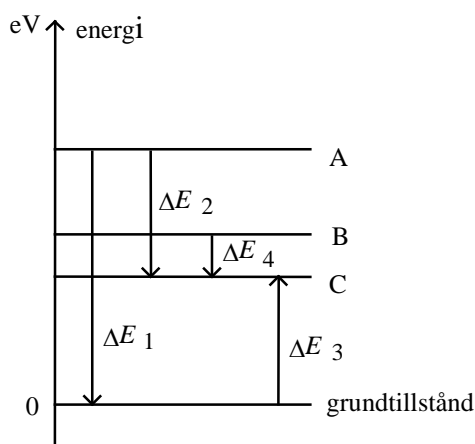 eV
energi
A
ΔE 2
B
ΔE 4
C
ΔE 1
ΔE 3
0
grundtillstånd